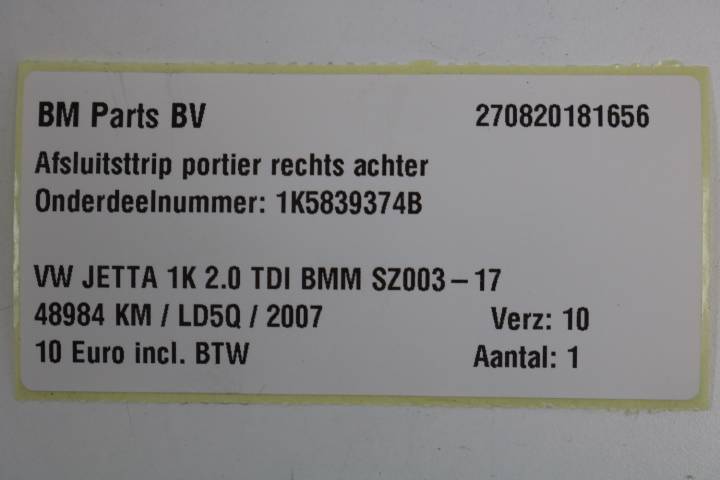 BM Parts BV 270820181656
Afsluitsttrip portier rechts achter
Onderdeelnummer: 1K5839374B
VW JETTA 1K 2.0 TDI BMM SZ003-17
48984 KM / LD5Q / 2007 Verz: 10
10 Euro incl. BTW Aantal: 1